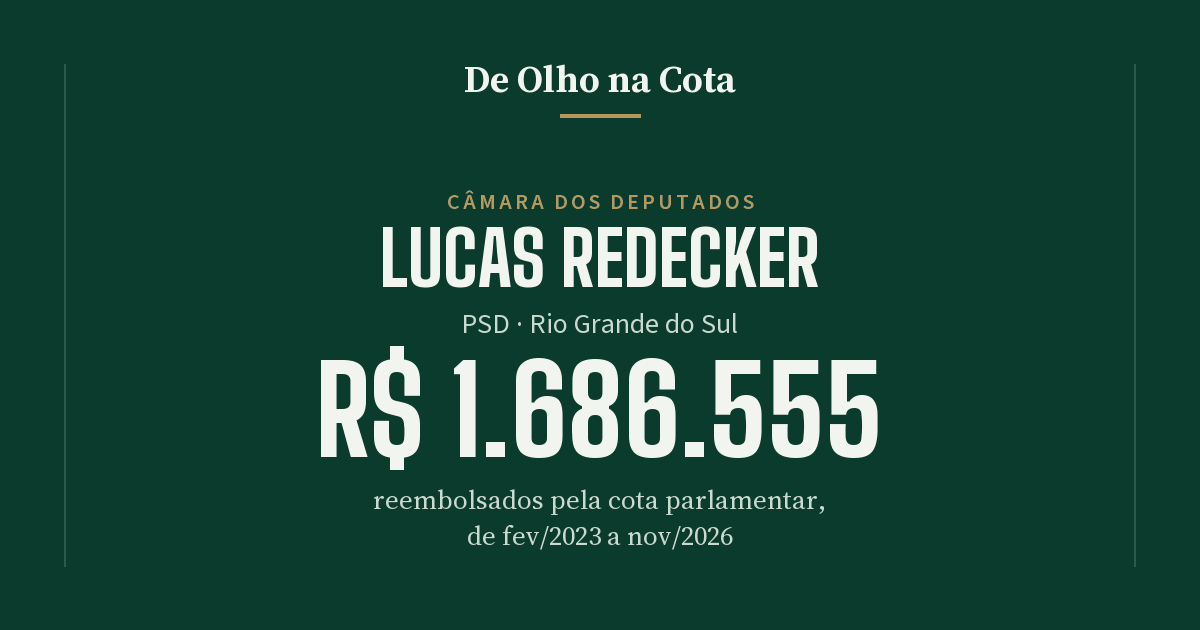 De Olho na Cota
CÂMARA DOS DEPUTADOS
LUCAS REDECKER
PSD · Rio Grande do Sul
R$ 1.686.555
reembolsados pela cota parlamentar,
de fev/2023 a nov/2026